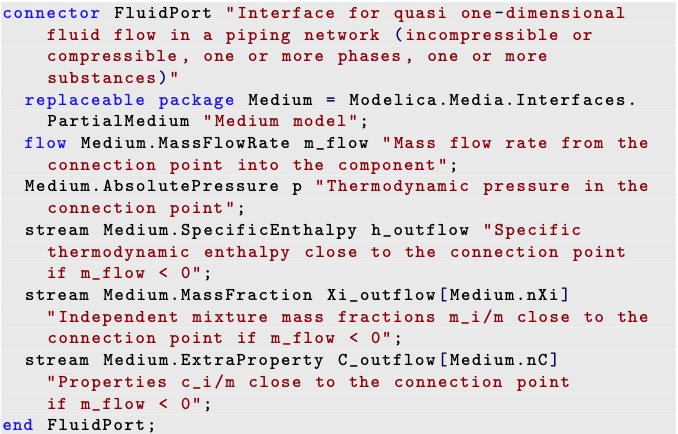 connector FluidPort "Interface for quasi one-dimensional
fluid flow in a piping network (incompressible or
compressible, one or more phases, one or more
substances)"
replaceable package Medium = Modelica.Media.Interfaces.
PartialMedium "Medium model";
flow Medium.MassFlowRate m_flow "Mass flow rate from the
connection point into the component";
Medium.AbsolutePressure p "Thermodynamic pressure in the
connection point";
stream Medium.SpecificEnthalpy h_outflow "Specific
thermodynamic enthalpy close to the connection point
if m_flow < 0";
stream Medium.MassFraction Xi_outflow[Medium.nXi]
"Independent mixture mass fractions m_i/m close to the
connection point if m_flow < 0";
stream Medium.ExtraProperty C_outflow[Medium.nC]
"Properties c_i/m close to the connection point
if m_flow < 0";
end FluidPort;